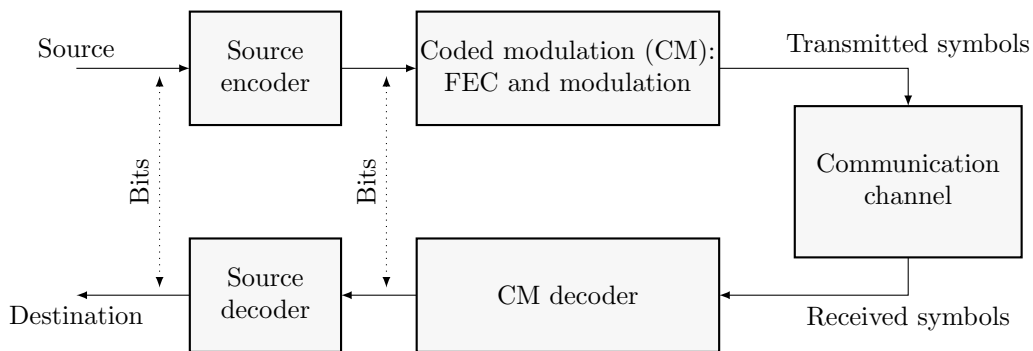 Source
Source
encoder
Coded modulation (CM):
FEC and modulation
Transmitted symbols
Bits
Bits
Communication
channel
Source
decoder
CM decoder
Destination
Received symbols